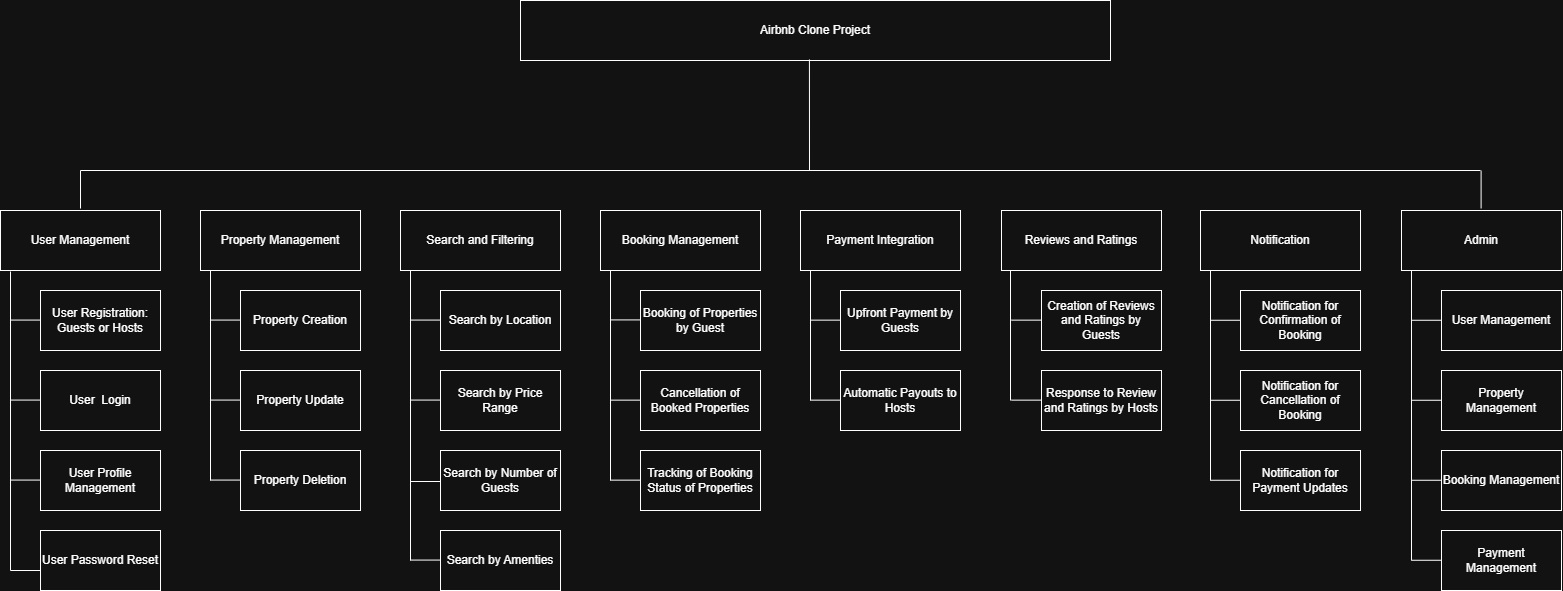 Airbnb Clone Project
User Management
Property Management
Search and Filtering
Booking Management
Payment Integration
Reviews and Ratings
Notification
Admin
User Registration:
Guests or Hosts
User  Login
User Profile
Management
User Password Reset
Property Creation
Property Update
Property Deletion
Search by Location
Search by Price
Range
Search by Number of
Guests
Search by Amenties
Booking of Properties
by Guest
Cancellation of
Booked Properties
Tracking of Booking
Status of Properties
Upfront Payment by
Guests
Automatic Payouts to
Hosts
Creation of Reviews
and Ratings by
Guests
Response to Review
and Ratings by Hosts
Notification for
Confirmation of
Booking
Notification for
Cancellation of
Booking
Notification for
Payment Updates
User Management
Property
Management
Booking Management
Payment
Management